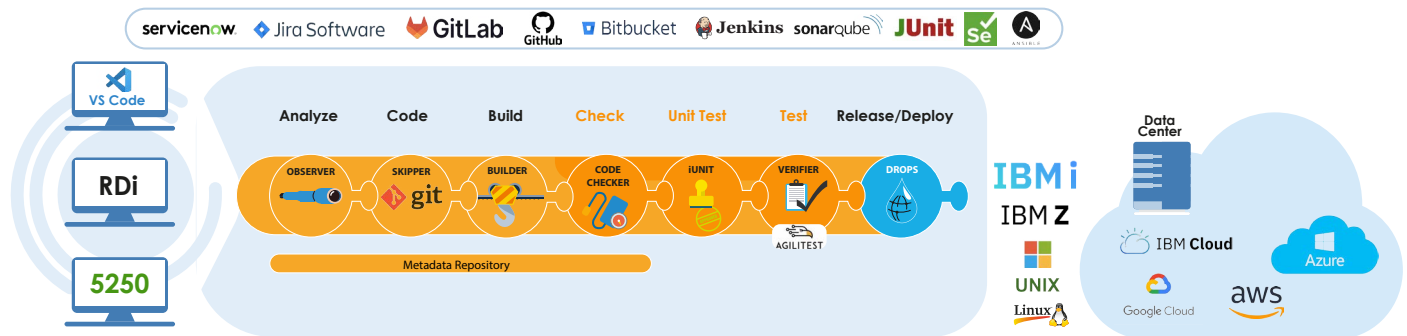 servicenow
Jira Software
GitLab
GitHub
Bitbucket
Jenkins
sonarqube
JUnit
Se
A
ANSIBLE
VS Code
RDi
5250
Analyze
Code
Build
Check
Unit Test
Test
Release/Deploy
OBSERVER
SKIPPER
git
BUILDER
CODE
CHECKER
iUNIT
VERIFIER
AGILITEST
DROPS
Metadata Repository
IBM i
IBM Z
UNIX
Linux
Data
Center
IBM Cloud
Azure
Google Cloud
aws